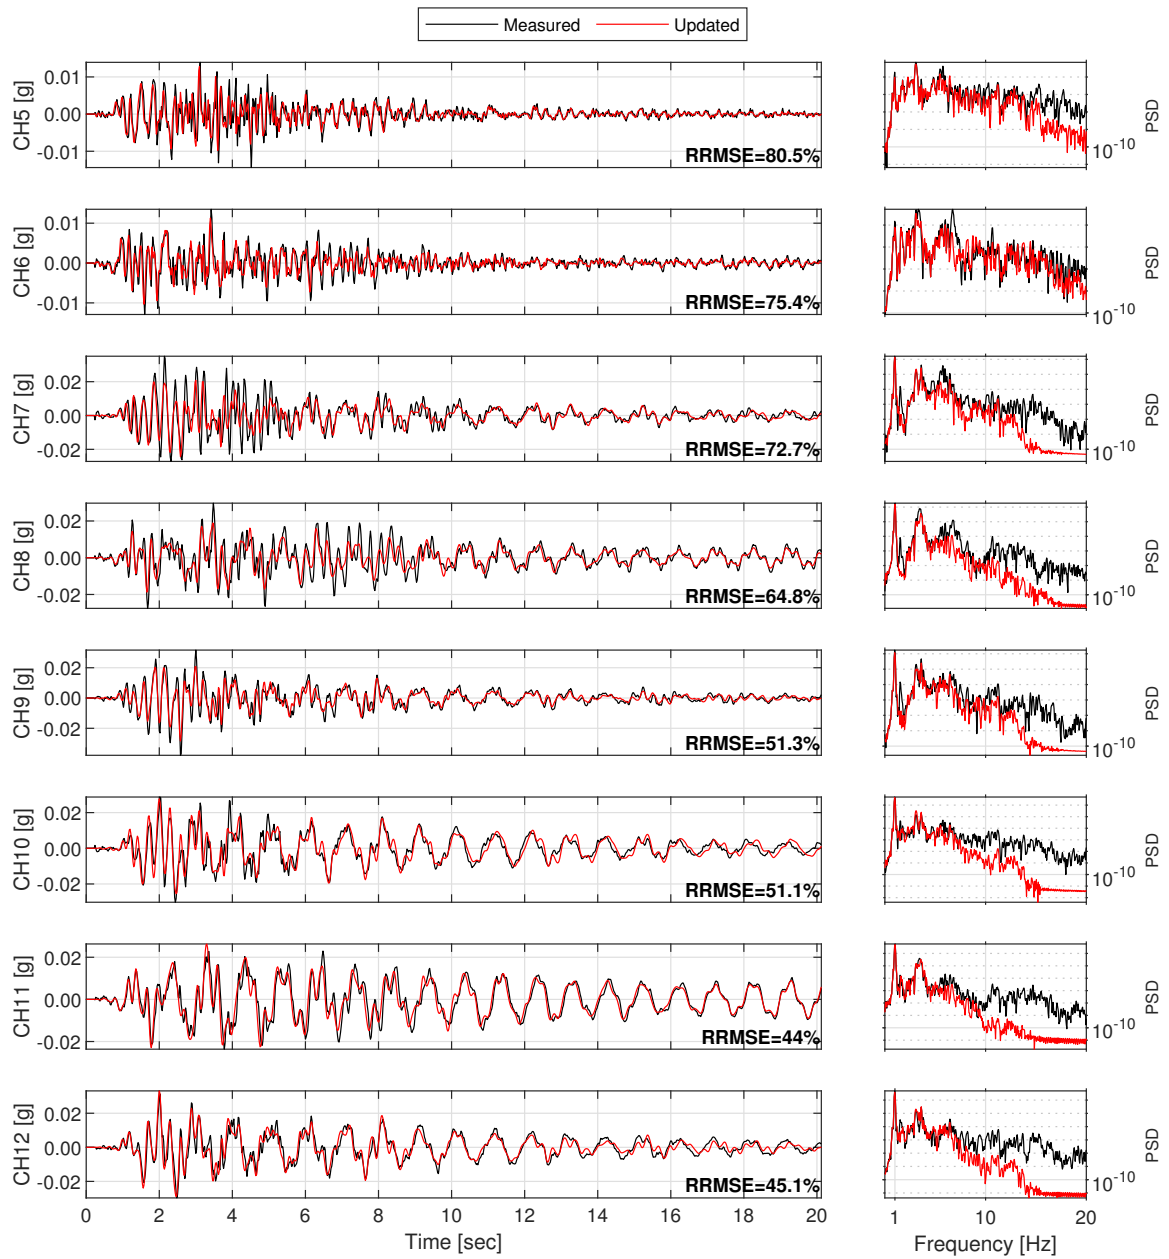 Measured Updated
CH5 [g]
0.01
0.00
-0.01
RRMSE=80.5%
10^-10
PSD
CH6 [g]
0.01
0.00
-0.01
RRMSE=75.4%
10^-10
PSD
CH7 [g]
0.02
0.00
-0.02
RRMSE=72.7%
10^-10
PSD
CH8 [g]
0.02
0.00
-0.02
RRMSE=64.8%
10^-10
PSD
CH9 [g]
0.02
0.00
-0.02
RRMSE=51.3%
10^-10
PSD
CH10 [g]
0.02
0.00
-0.02
RRMSE=51.1%
10^-10
PSD
CH11 [g]
0.02
0.00
-0.02
RRMSE=44%
10^-10
PSD
CH12 [g]
0.02
0.00
-0.02
RRMSE=45.1%
10^-10
PSD
0 2 4 6 8 10 12 14 16 18 20
Time [sec]
1 10 20
Frequency [Hz]